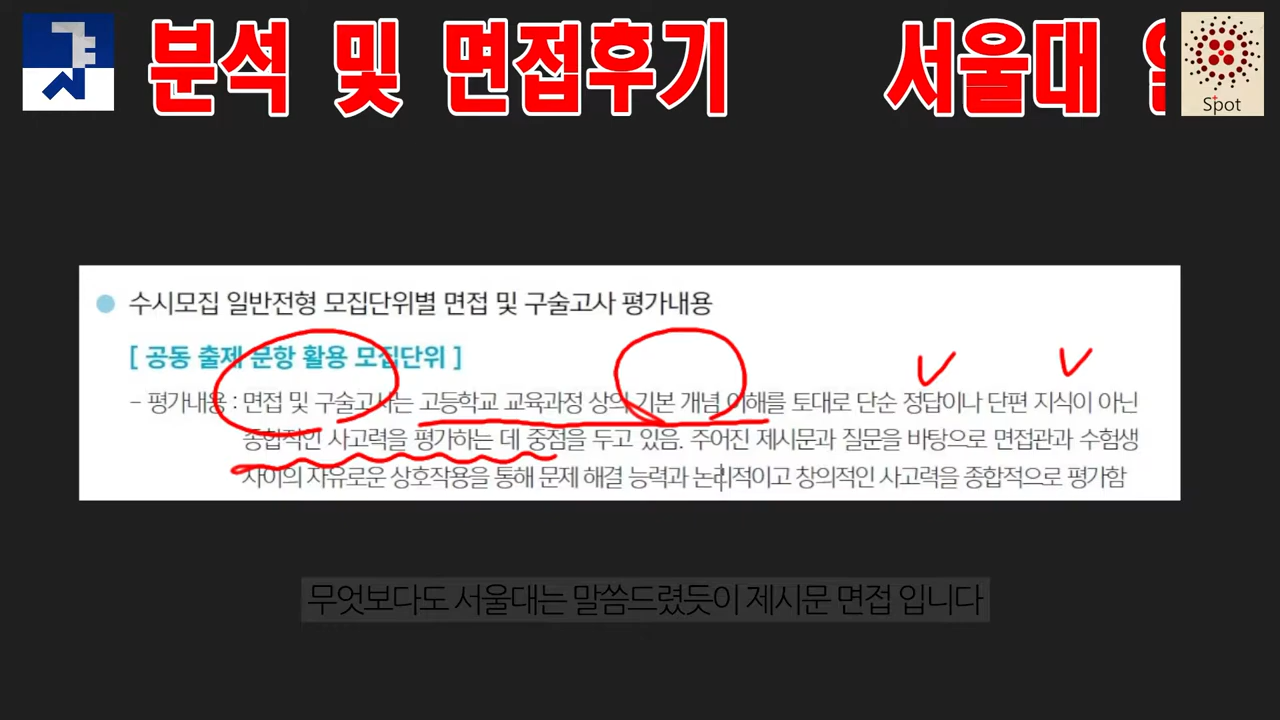 분석 및 면접후기 서울대
Spot
수시모집 일반전형 모집단위별 면접 및 구술고사 평가내용
[ 공동 출제 문항 활용 모집단위 ]
- 평가내용 : 면접 및 구술고사는 고등학교 교육과정 상의 기본 개념 이해를 토대로 단순 정답이나 단편 지식이 아닌
종합적인 사고력을 평가하는 데 중점을 두고 있음. 주어진 제시문과 질문을 바탕으로 면접관과 수험생
사이의 자유로운 상호작용을 통해 문제 해결 능력과 논리적이고 창의적인 사고력을 종합적으로 평가함
무엇보다도 서울대는 말씀드렸듯이 제시문 면접 입니다